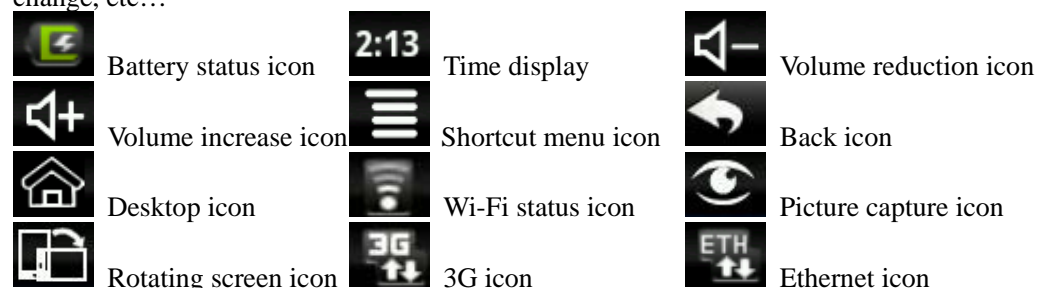 change, etc…
Battery status icon 2:13 Time display Volume reduction icon
Volume increase icon Shortcut menu icon Back icon
Desktop icon Wi-Fi status icon Picture capture icon
Rotating screen icon 3G 3G icon ETH Ethernet icon